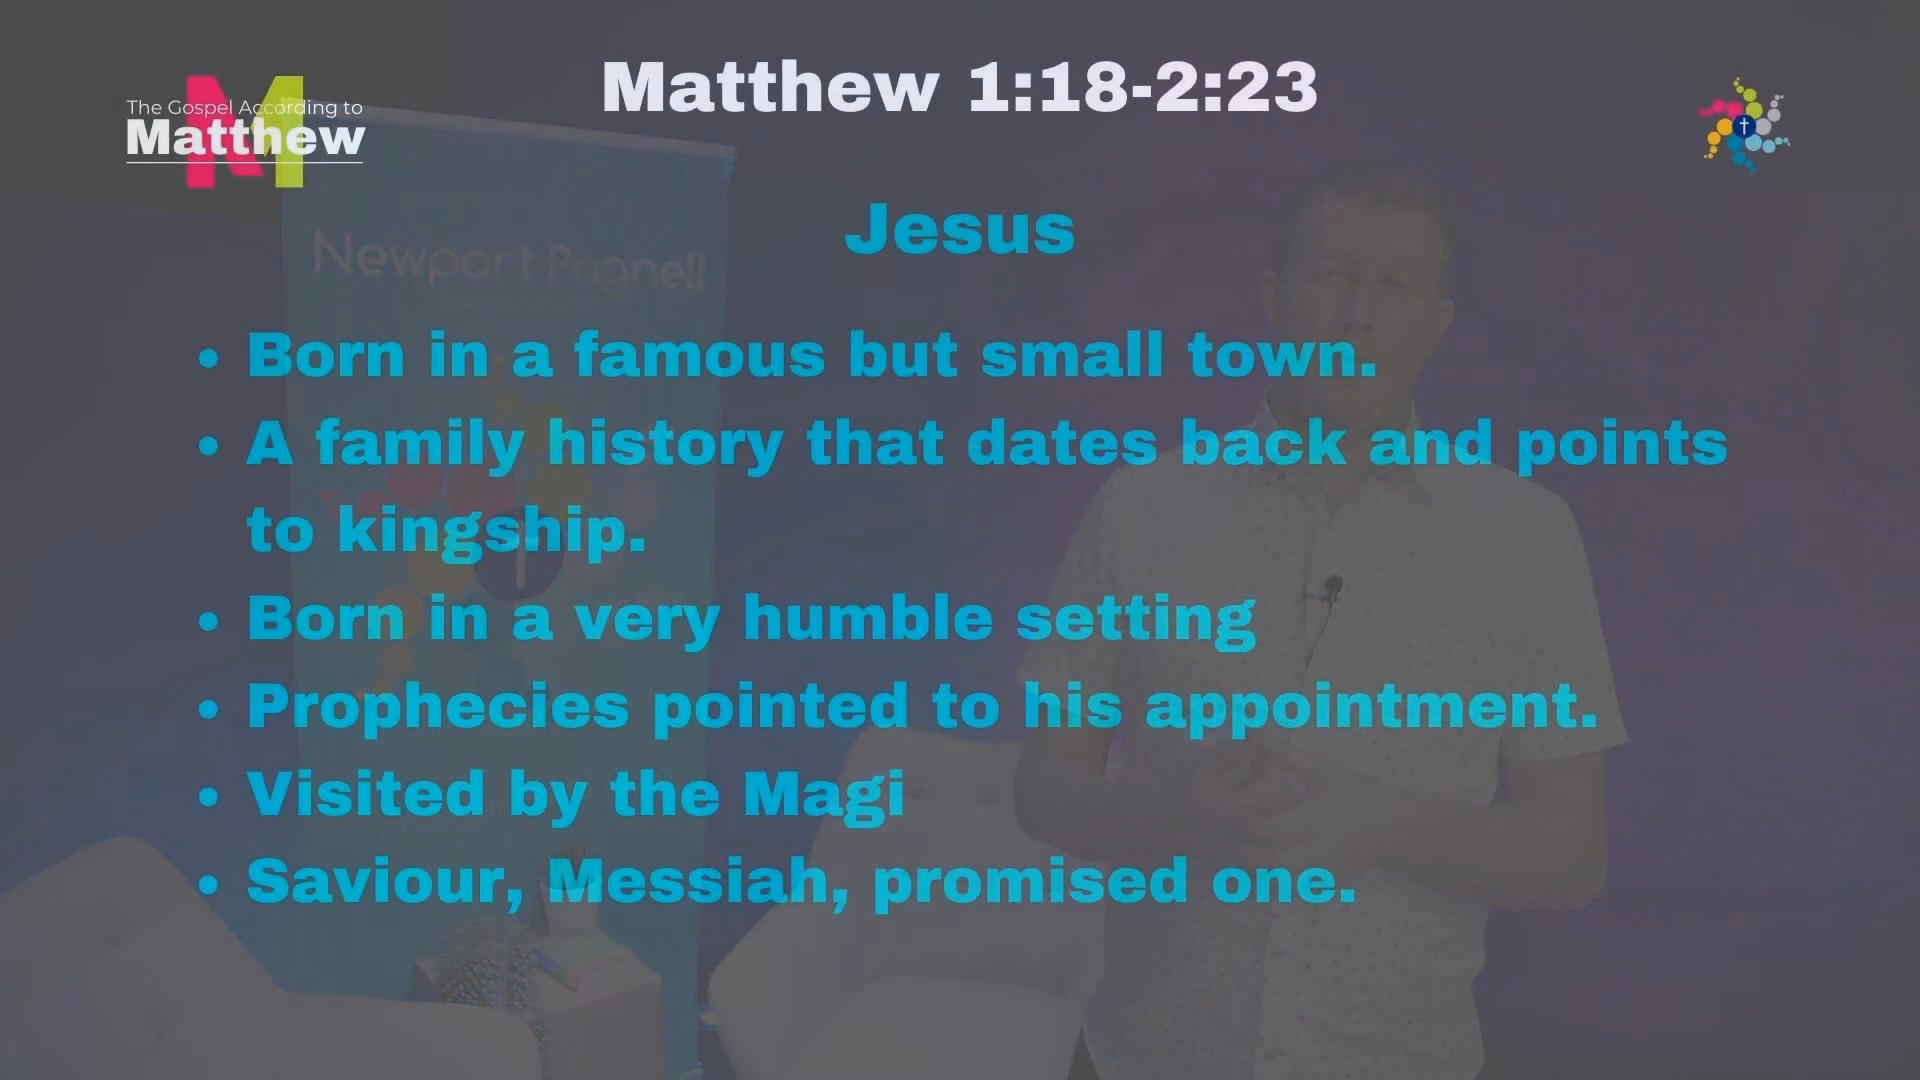 Matthew 1:18-2:23
The Gospel According to
Matthew
Jesus
Newport Pagnell
• Born in a famous but small town.
• A family history that dates back and points
to kingship.
• Born in a very humble setting
• Prophecies pointed to his appointment.
• Visited by the Magi
• Saviour, Messiah, promised one.